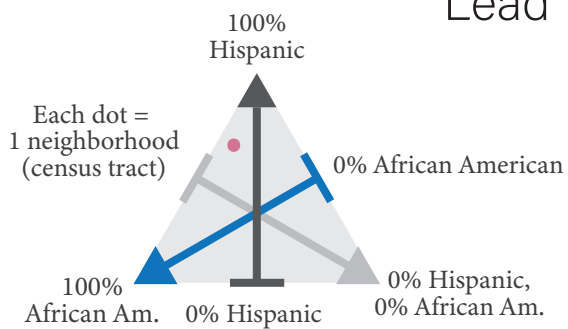 Lead
100%
Hispanic
Each dot =
1 neighborhood
(census tract)
0% African American
100%
African Am.
0% Hispanic
0% Hispanic,
0% African Am.